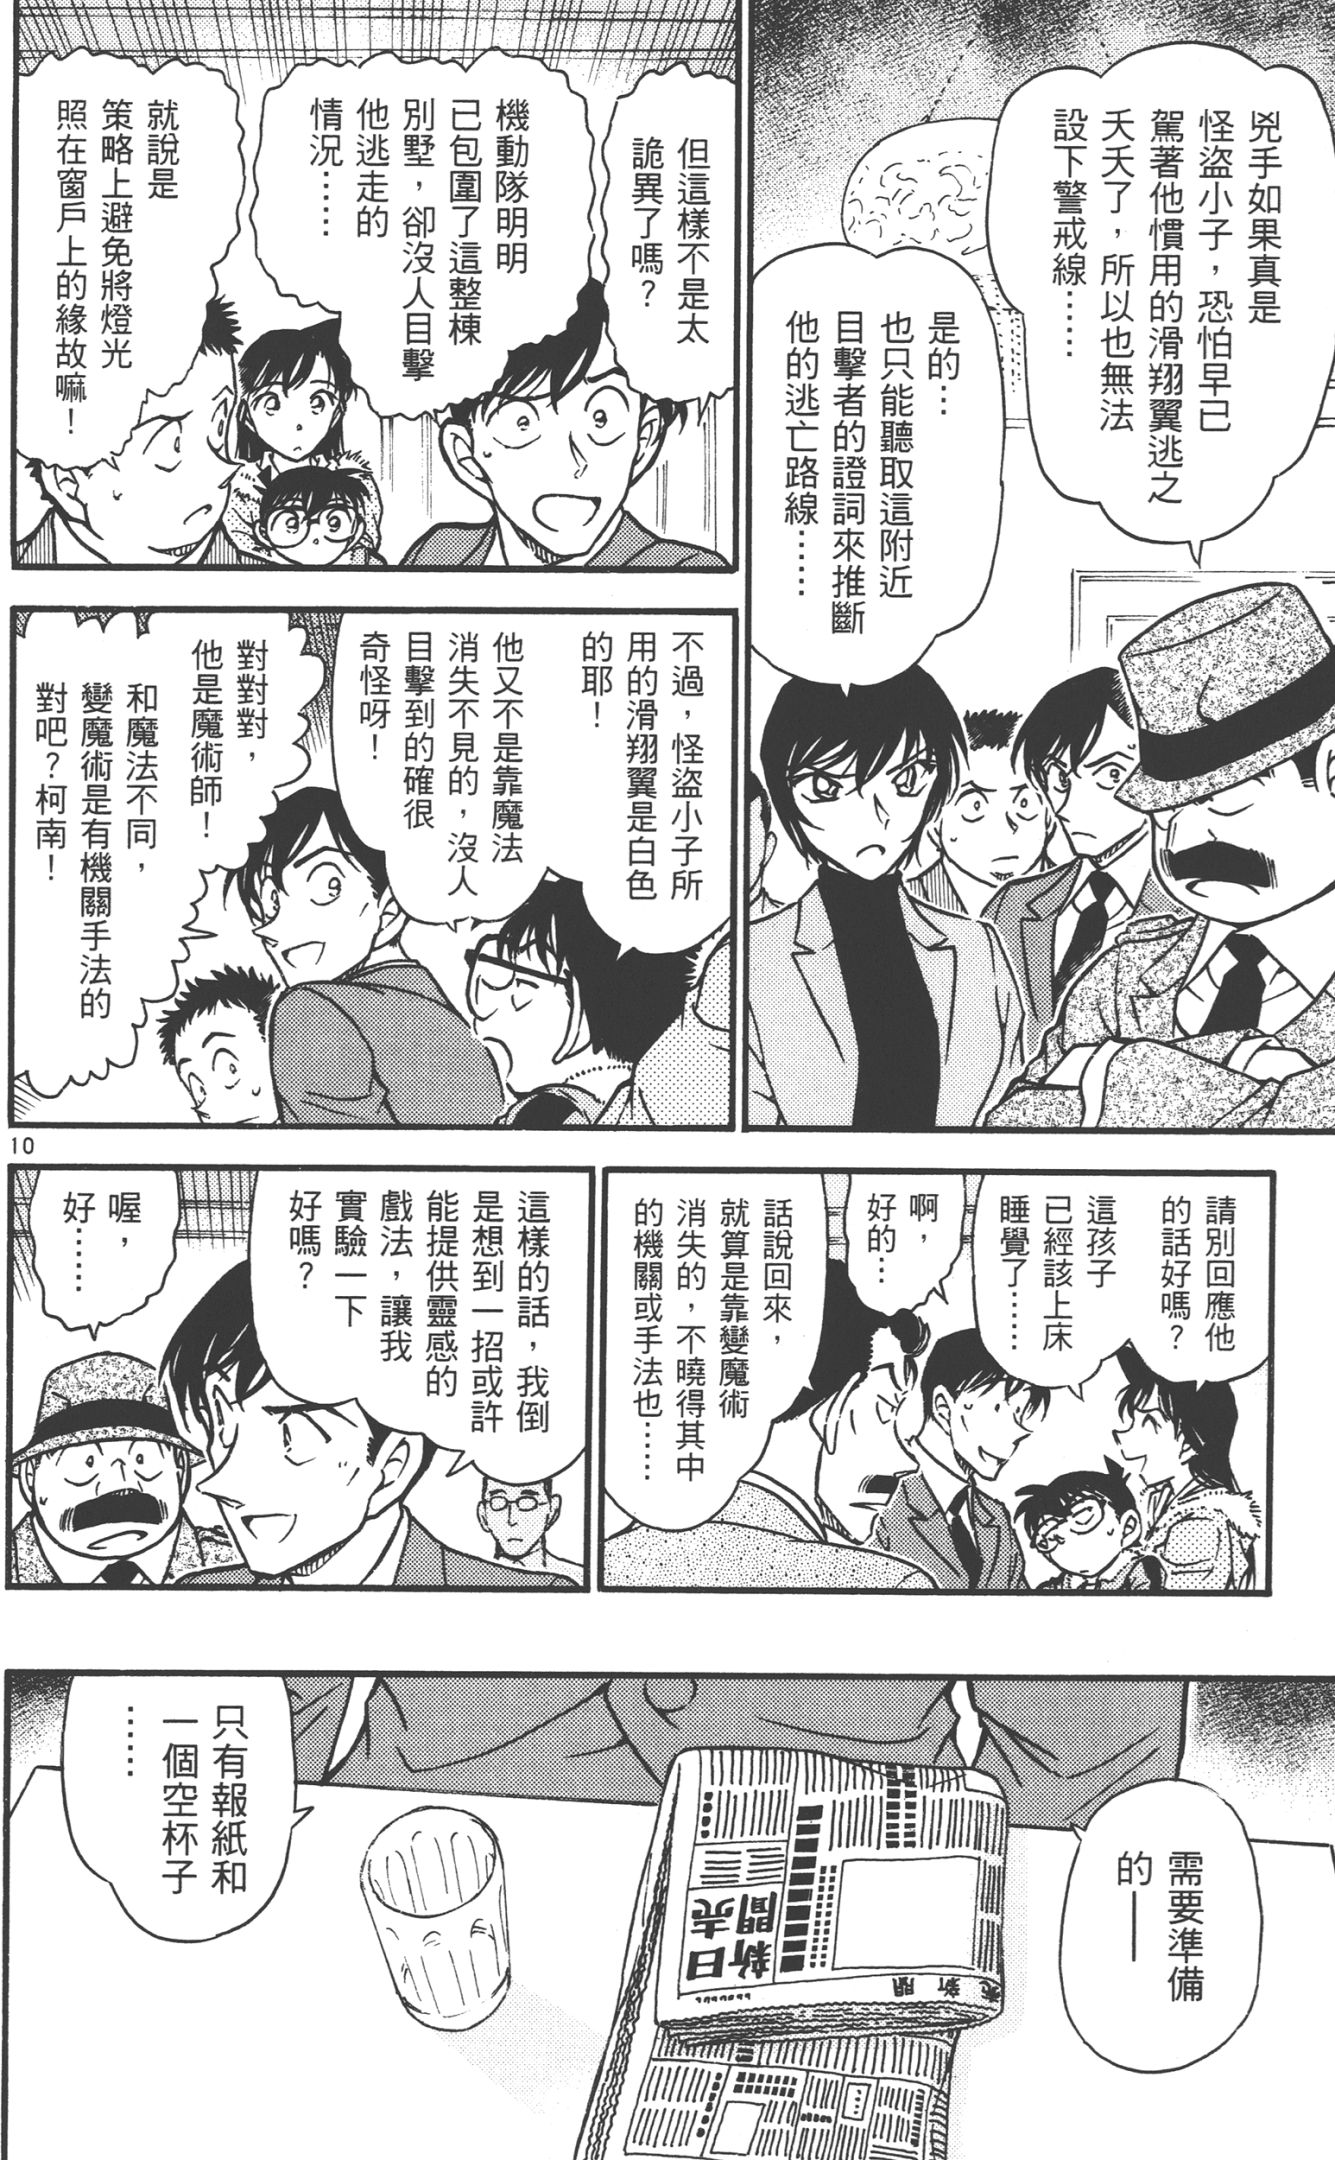 兇手如果真是
怪盜小子，恐怕早已
駕著他慣用的滑翔翼逃之
夭夭了，所以也無法
設下警戒線……
是的…
也只能聽取這附近
目擊者的證詞來推斷
他的逃亡路線……
但這樣不是太
詭異了嗎？
機動隊明明
已包圍了這整棟
別墅，卻沒人目擊
他逃走的
情況……
就說是
策略上避免將燈光
照在窗戶上的緣故嘛！
不過，怪盜小子所
用的滑翔翼是白色
的耶！
他又不是靠魔法
消失不見的，沒人
目擊到的確很
奇怪呀！
對對對，
他是魔術師！
和魔法不同，
變魔術是有機關手法的
對吧？柯南！
10
請別回應他
的話好嗎？
這孩子
已經該上床
睡覺了……
啊，
好的…
話說回來，
就算是靠變魔術
消失的，不曉得其中
的機關或手法也……
這樣的話，我倒
是想到一招或許
能提供靈感的
戲法，讓我
實驗一下
好嗎？
喔，
好……
需要準備
的——
新聞
日売
売新聞
只有報紙和
一個空杯子
……